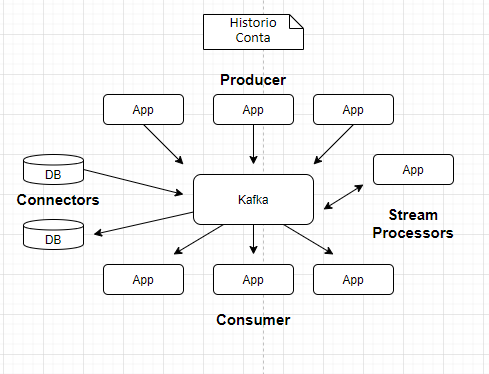 Historio
Conta
Producer
App
App
App
DB
App
Connectors
Kafka
Stream
Processors
DB
App
App
App
Consumer